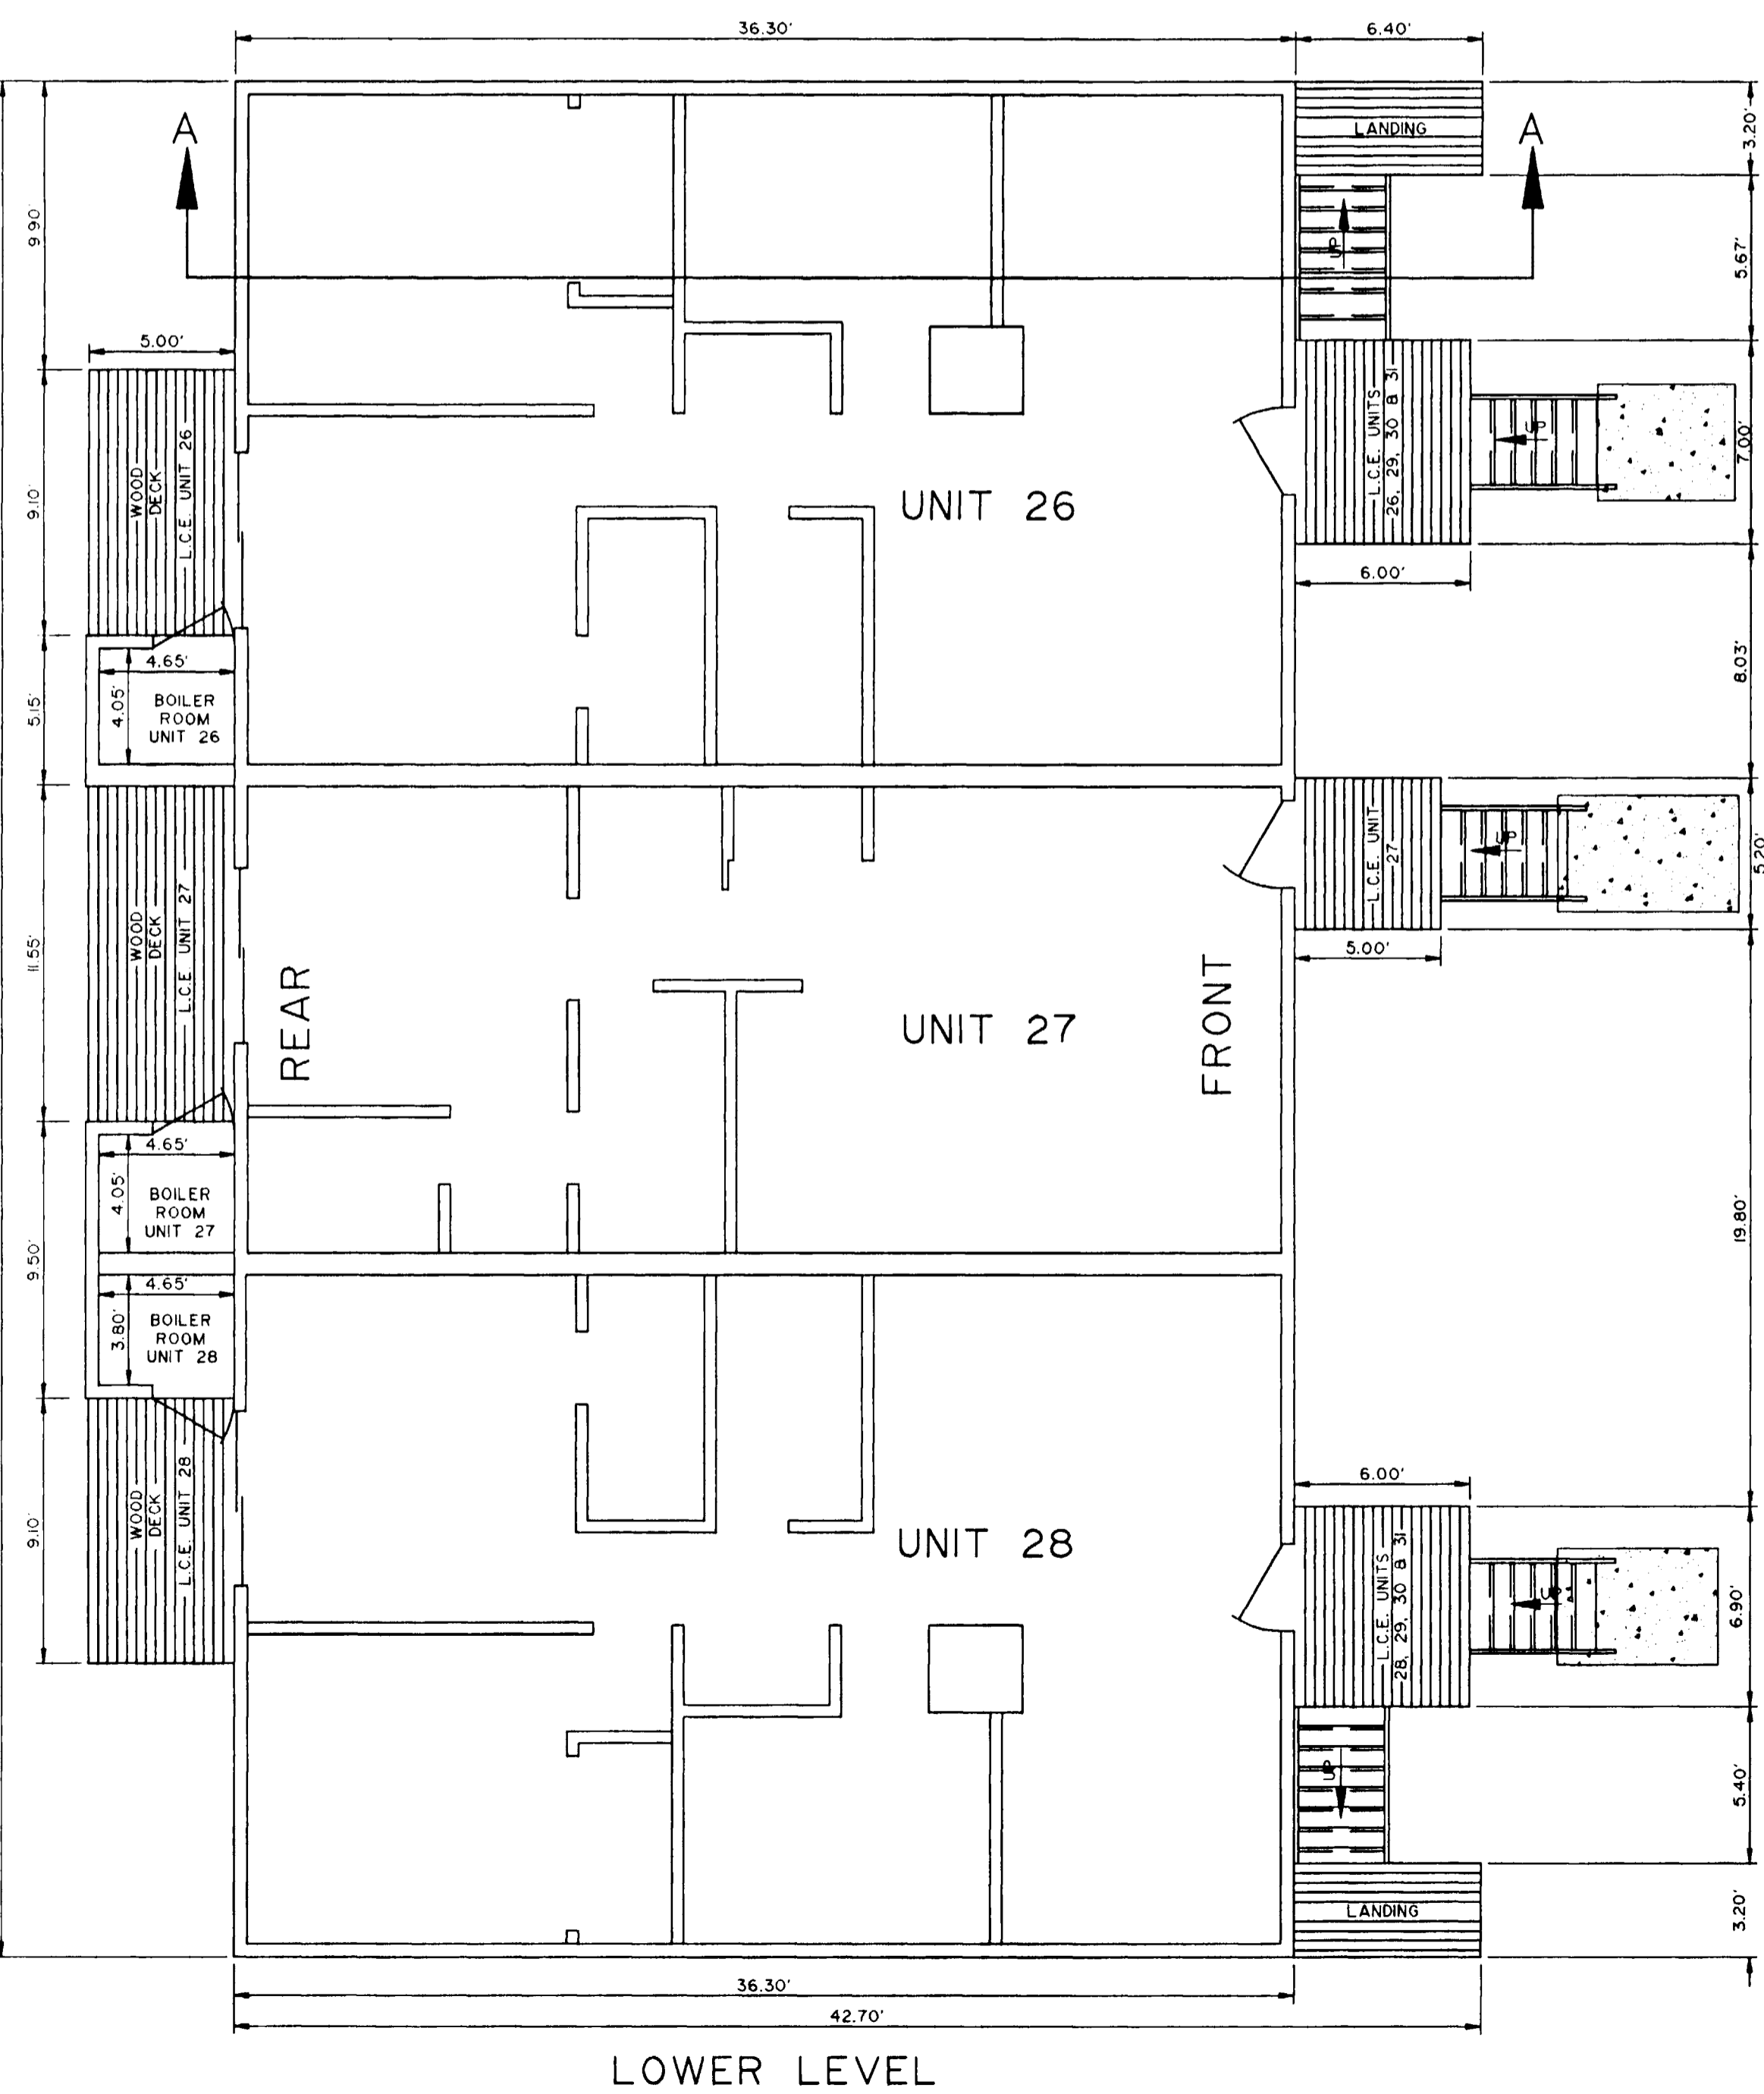 36.30'
6.40'
A
LANDING
A
3.20'
9.90'
UP
5.67'
5.00'
WOOD
DECK
L.C.E. UNIT 26
9.10'
UNIT 26
L.C.E. UNITS
26, 29, 30 & 31
UP
7.00'
6.00'
4.65'
4.05'
BOILER
ROOM
UNIT 26
5.15'
8.03'
WOOD
DECK
L.C.E. UNIT 27
11.55'
REAR
UNIT 27
FRONT
L.C.E. UNIT
27
UP
5.20'
5.00'
4.65'
4.05'
BOILER
ROOM
UNIT 27
9.50'
19.80'
4.65'
3.80'
BOILER
ROOM
UNIT 28
6.00'
WOOD
DECK
L.C.E. UNIT 28
9.10'
UNIT 28
L.C.E. UNITS
28, 29, 30 & 31
UP
6.90'
UP
5.40'
LANDING
3.20'
36.30'
42.70'
LOWER LEVEL